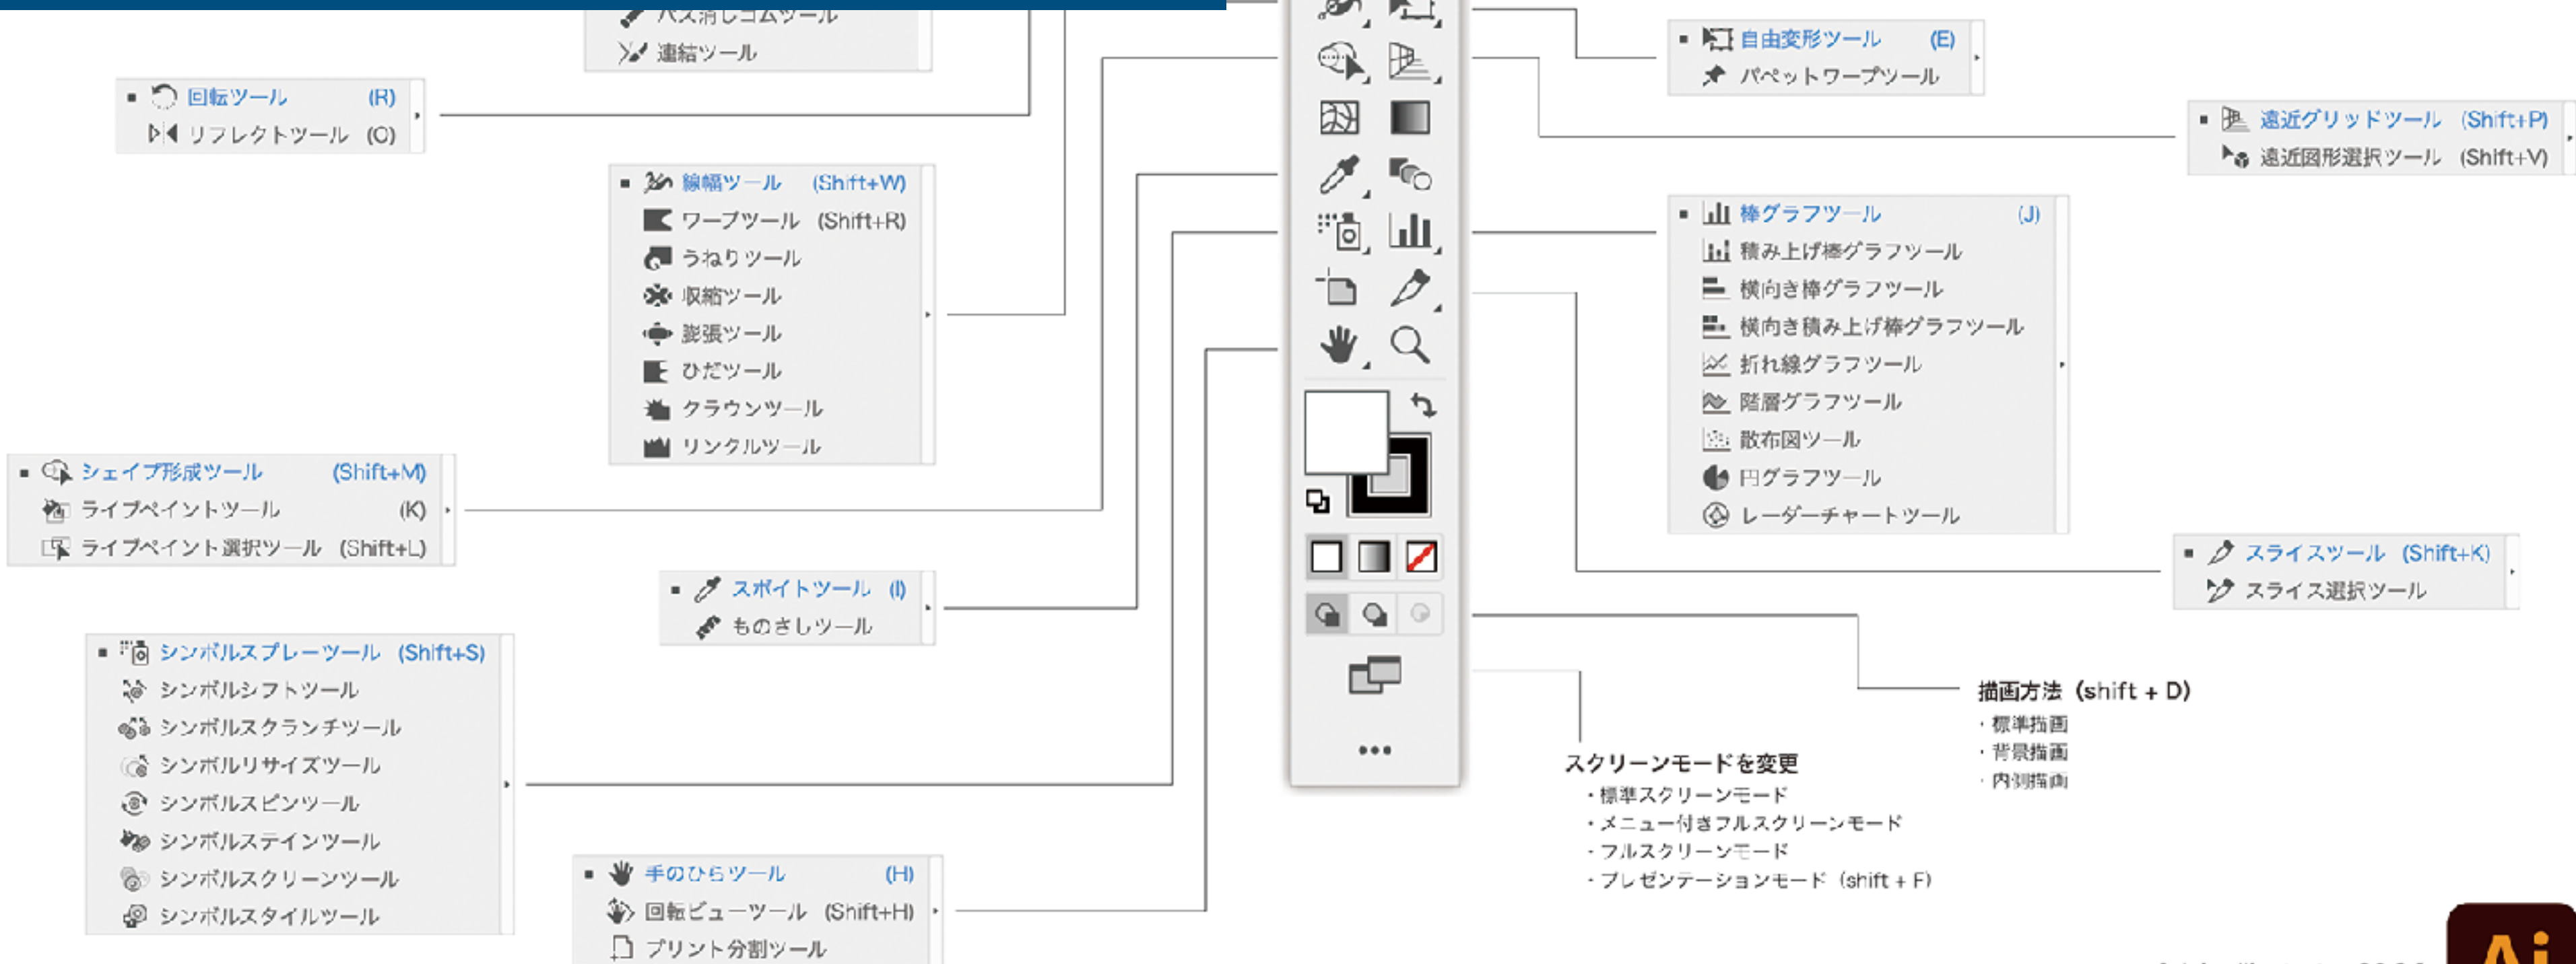 パス消しゴムツール
連結ツール
回転ツール (R)
リフレクトツール (O)
線幅ツール (Shift+W)
ワープツール (Shift+R)
うねりツール
収縮ツール
膨張ツール
ひだツール
クラウンツール
リンクルツール
シェイプ形成ツール (Shift+M)
ライブペイントツール (K)
ライブペイント選択ツール (Shift+L)
スポイトツール (I)
ものさしツール
シンボルスプレーツール (Shift+S)
シンボルシフトツール
シンボルスクランチツール
シンボルリサイズツール
シンボルスピンツール
シンボルステインツール
シンボルスクリーンツール
シンボルスタイルツール
手のひらツール (H)
回転ビューツール (Shift+H)
プリント分割ツール
自由変形ツール (E)
パペットワープツール
遠近グリッドツール (Shift+P)
遠近図形選択ツール (Shift+V)
棒グラフツール (J)
積み上げ棒グラフツール
横向き棒グラフツール
横向き積み上げ棒グラフツール
折れ線グラフツール
階層グラフツール
散布図ツール
円グラフツール
レーダーチャートツール
スライスツール (Shift+K)
スライス選択ツール
描画方法（shift + D）
・標準描画
・背景描画
・内側描画
スクリーンモードを変更
・標準スクリーンモード
・メニュー付きフルスクリーンモード
・フルスクリーンモード
・プレゼンテーションモード（shift + F）
Ai